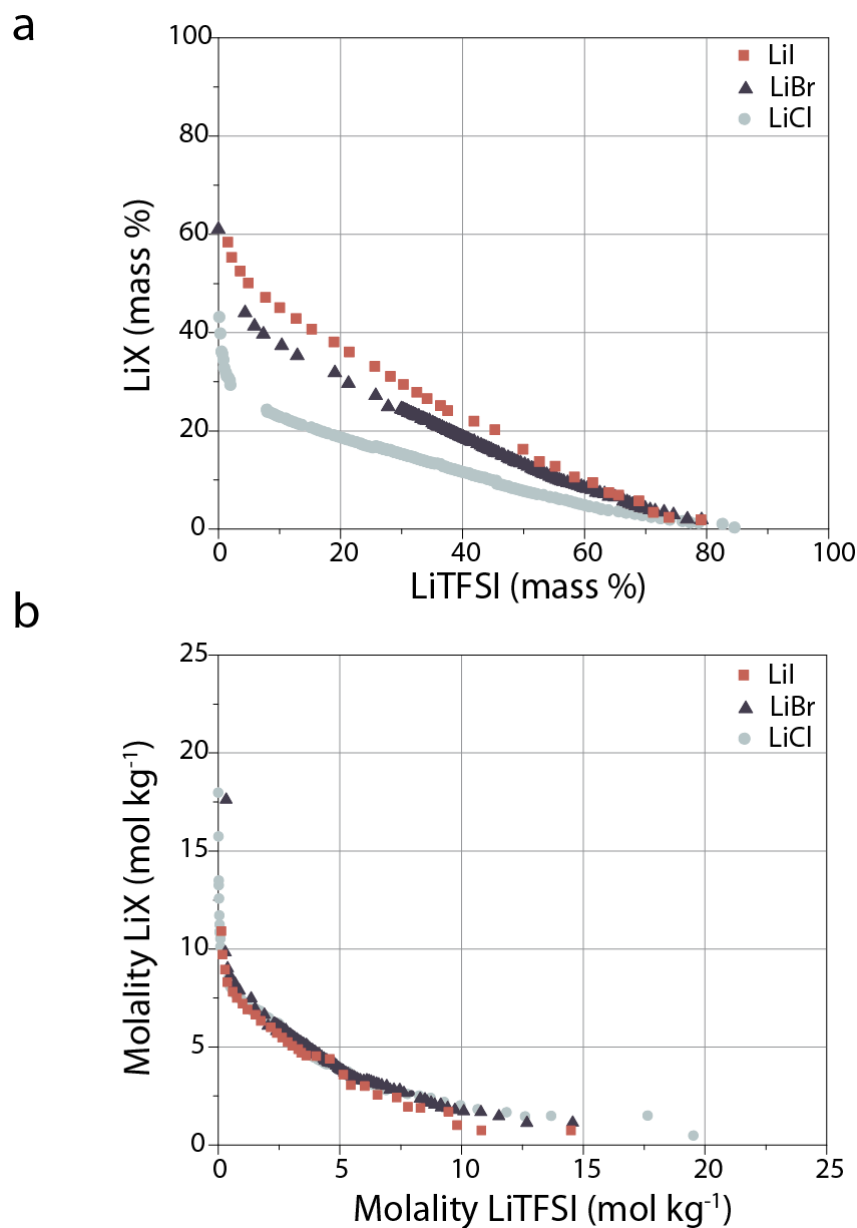 a
100
80
60
40
20
0
LiX (mass %)
LiI
LiBr
LiCl
0 20 40 60 80 100
LiTFSI (mass %)
b
25
20
15
10
5
0
Molality LiX (mol kg⁻¹)
LiI
LiBr
LiCl
0 5 10 15 20 25
Molality LiTFSI (mol kg⁻¹)